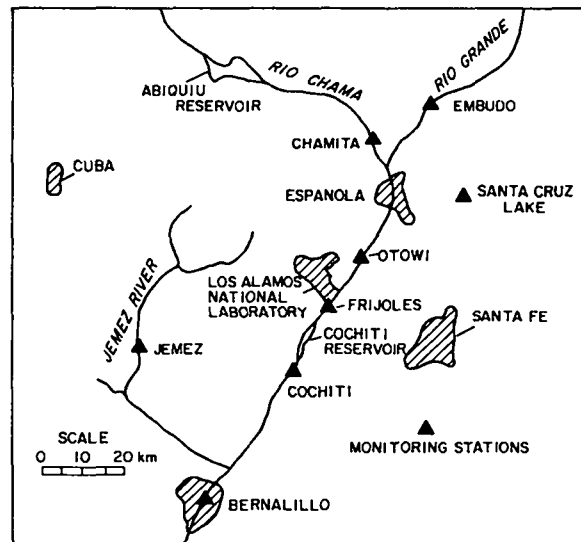 RIO CHAMA
RIO GRANDE
ABIQUIU
RESERVOIR
EMBUDO
CHAMITA
CUBA
ESPANOLA
SANTA CRUZ
LAKE
OTOWI
LOS ALAMOS
NATIONAL
LABORATORY
FRIJOLES
SANTA FE
JEMEZ RIVER
COCHITI
RESERVOIR
JEMEZ
COCHITI
SCALE
0 10 20 km
MONITORING STATIONS
BERNALILLO